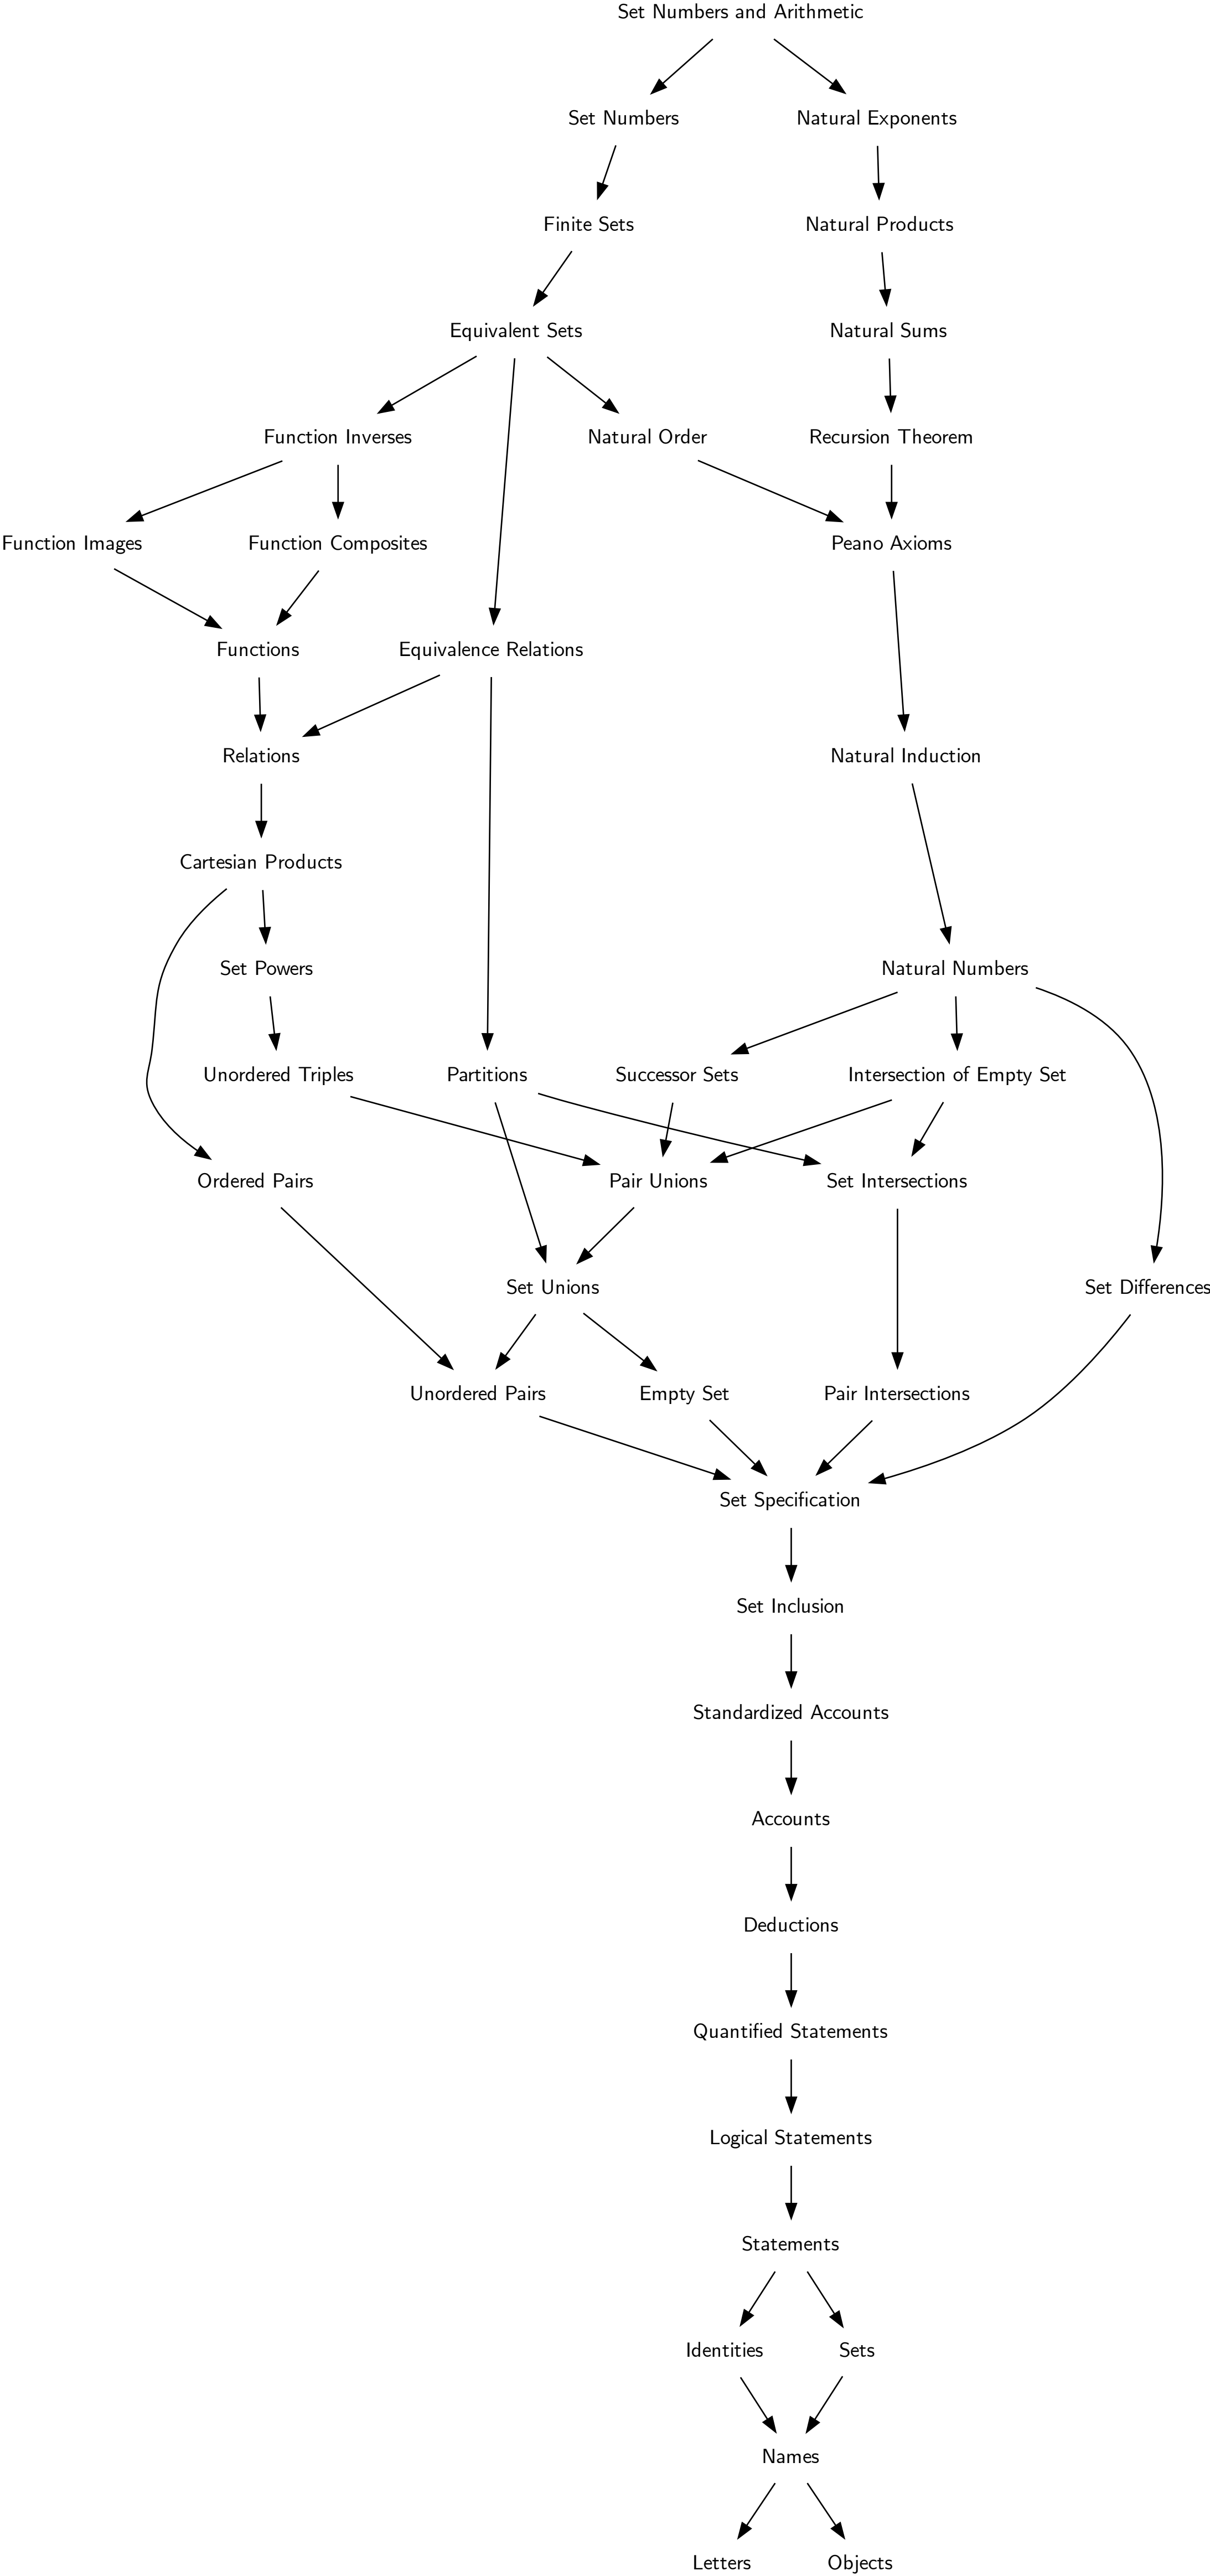 Set Numbers and Arithmetic
Set Numbers
Natural Exponents
Finite Sets
Natural Products
Equivalent Sets
Natural Sums
Function Inverses
Natural Order
Recursion Theorem
Function Images
Function Composites
Peano Axioms
Functions
Equivalence Relations
Relations
Natural Induction
Cartesian Products
Set Powers
Natural Numbers
Unordered Triples
Partitions
Successor Sets
Intersection of Empty Set
Ordered Pairs
Pair Unions
Set Intersections
Set Unions
Set Differences
Unordered Pairs
Empty Set
Pair Intersections
Set Specification
Set Inclusion
Standardized Accounts
Accounts
Deductions
Quantified Statements
Logical Statements
Statements
Identities
Sets
Names
Letters
Objects